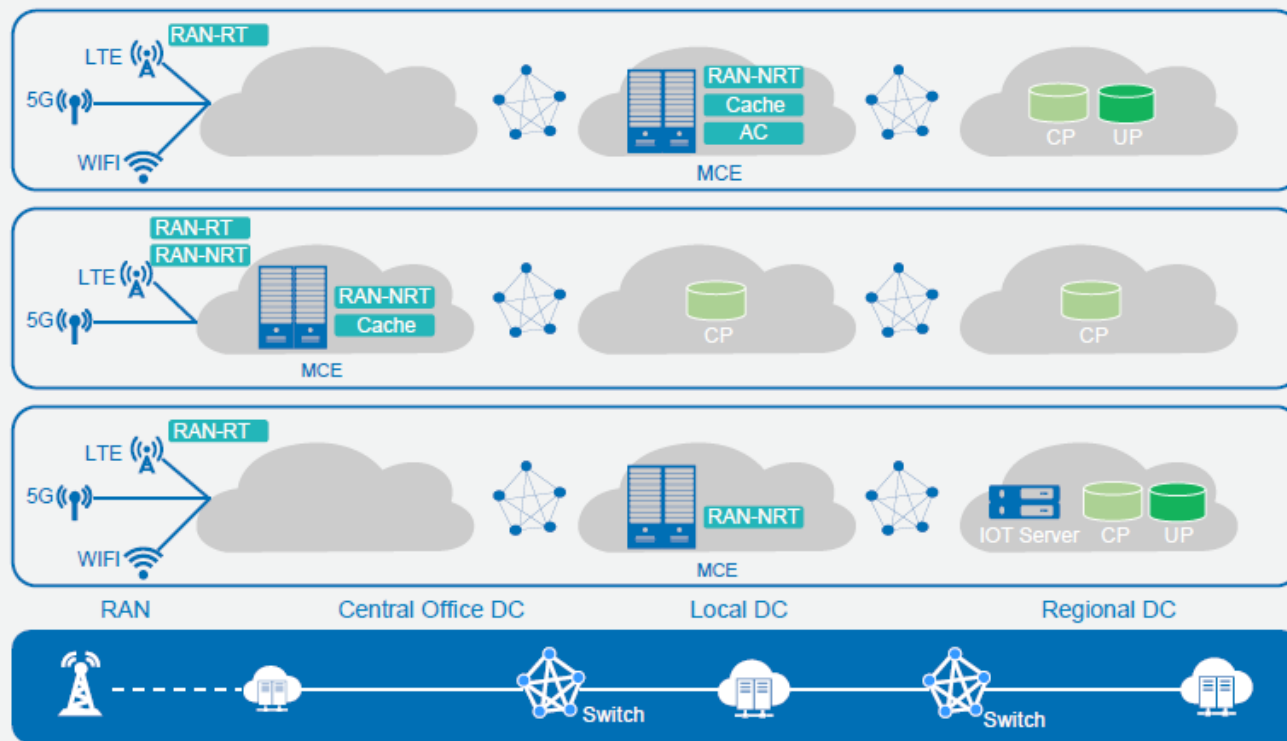 RAN-RT
LTE
5G
WIFI
RAN-NRT
Cache
AC
MCE
CP
UP
RAN-RT
RAN-NRT
LTE
5G
RAN-NRT
Cache
MCE
CP
CP
RAN-RT
LTE
5G
WIFI
RAN-NRT
MCE
IOT Server
CP
UP
RAN
Central Office DC
Local DC
Regional DC
Switch
Switch